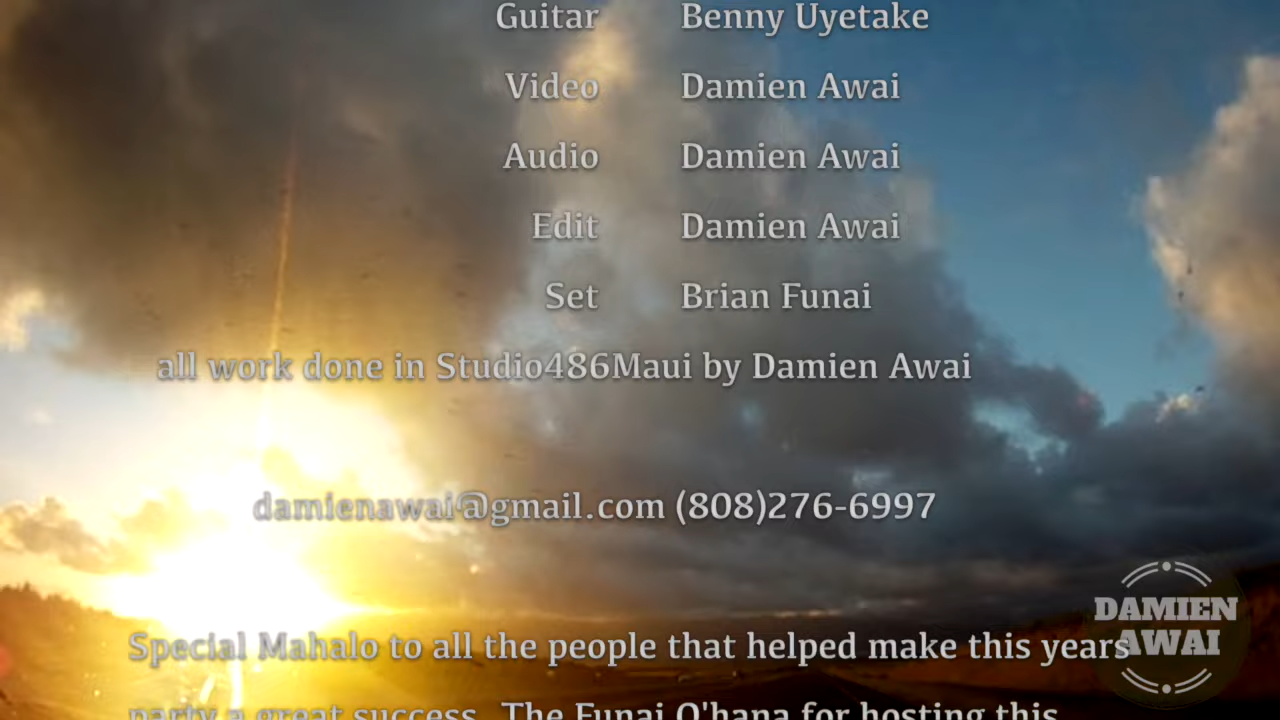 Guitar Benny Uyetake
Video Damien Awai
Audio Damien Awai
Edit Damien Awai
Set Brian Funai
all work done in Studio486Maui by Damien Awai
damienawai@gmail.com (808)276-6997
Special Mahalo to all the people that helped make this years
party a great success. The Funai O'hana for hosting this
DAMIEN
AWAI